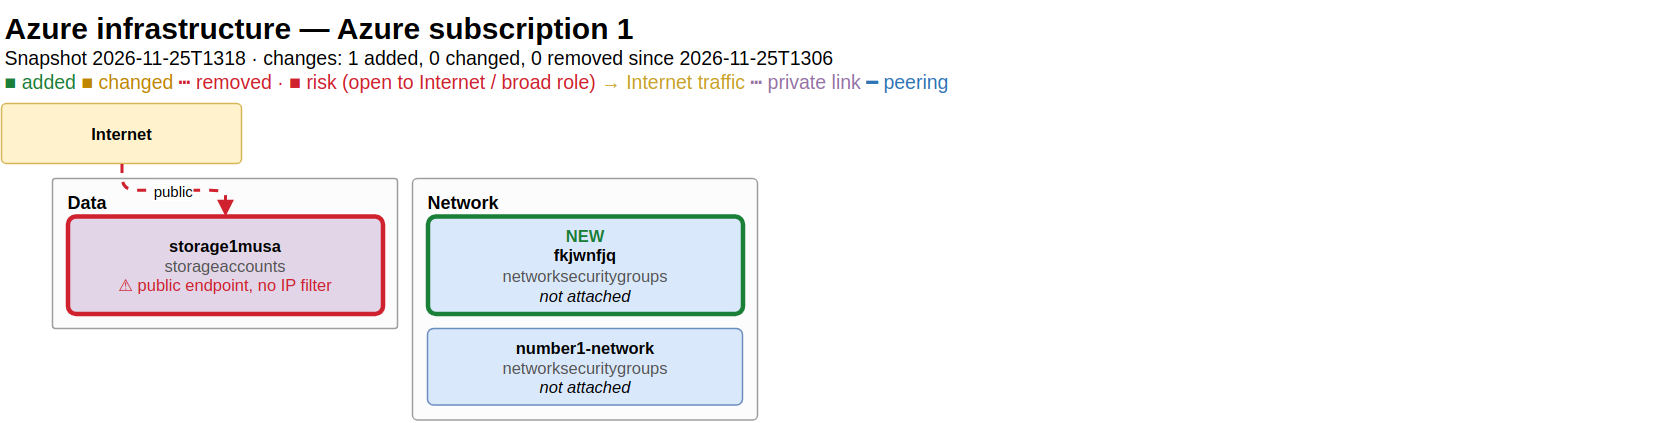 Azure infrastructure — Azure subscription 1
Snapshot 2026-11-25T1318 · changes: 1 added, 0 changed, 0 removed since 2026-11-25T1306
■ added ■ changed ┅ removed · ■ risk (open to Internet / broad role) → Internet traffic ┅ private link ━ peering
Internet
public
Data
storage1musa
storageaccounts
⚠ public endpoint, no IP filter
Network
NEW
fkjwnfjq
networksecuritygroups
not attached
number1-network
networksecuritygroups
not attached